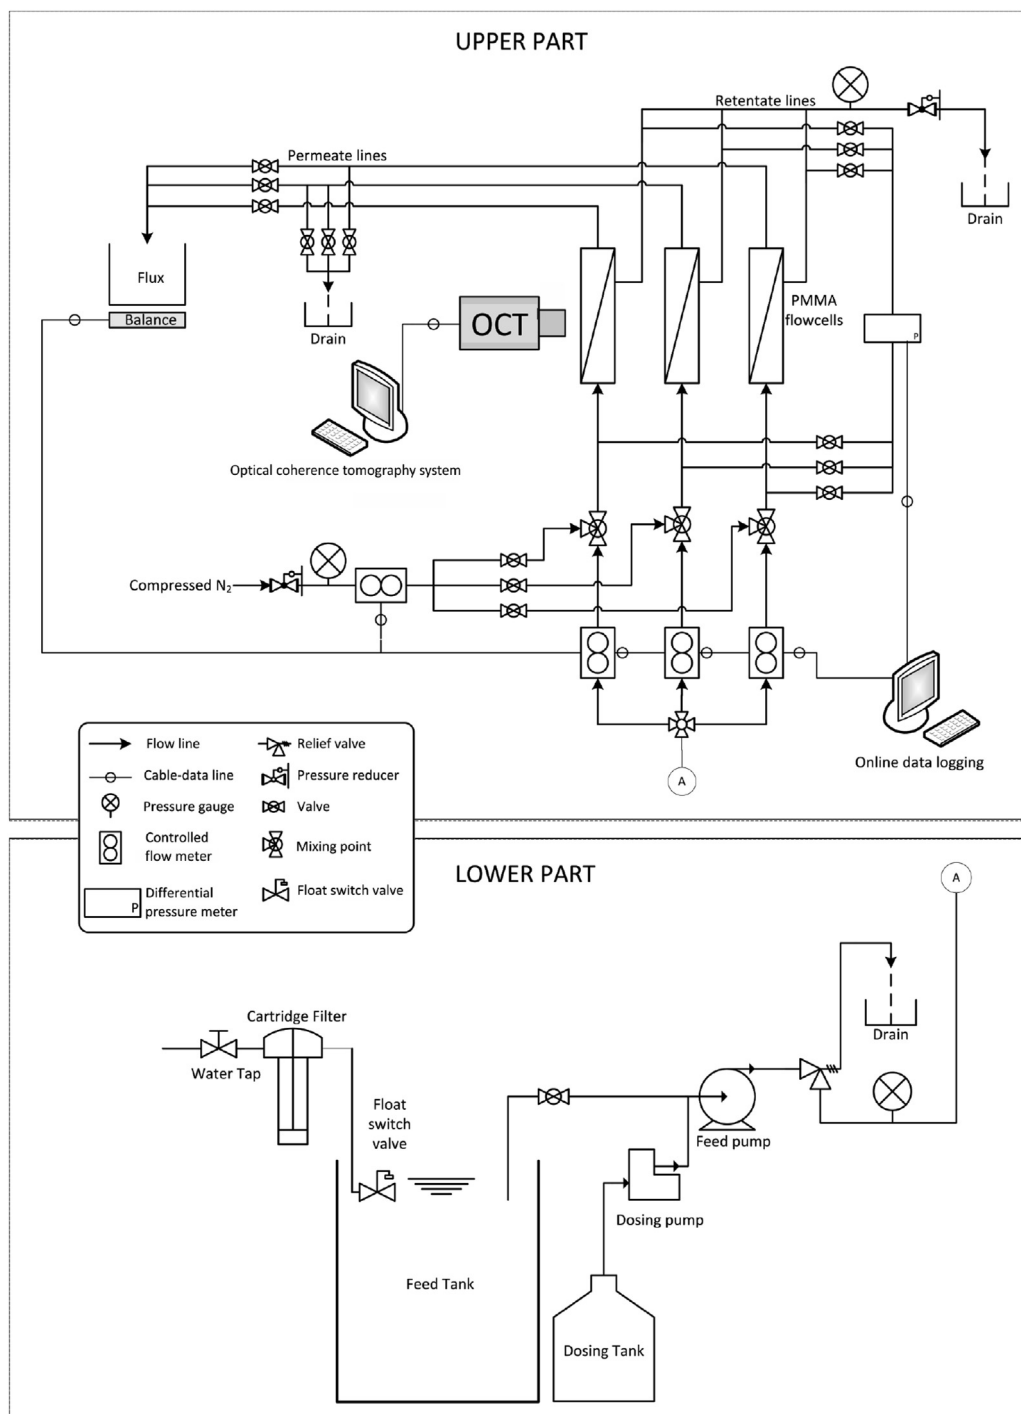 UPPER PART
Retentate lines
Permeate lines
Drain
Flux
Balance
Drain
OCT
PMMA
flowcells
P
Optical coherence tomography system
Compressed N₂
Online data logging
A
Flow line
Relief valve
Cable-data line
Pressure reducer
Pressure gauge
Valve
Controlled
flow meter
Mixing point
Differential
pressure meter
P
Float switch valve
LOWER PART
A
Cartridge Filter
Water Tap
Drain
Float
switch
valve
Feed pump
Dosing pump
Feed Tank
Dosing Tank